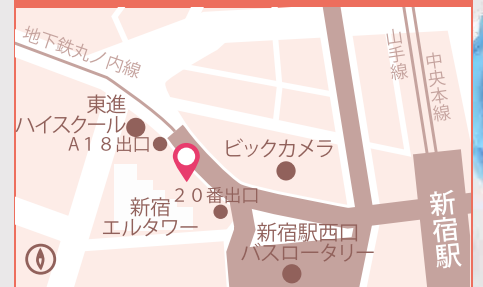 地下鉄丸ノ内線
山手線
中央本線
東進
ハイスクール
A18出口
ビックカメラ
20番出口
新宿
エルタワー
新宿駅西口
バスロータリー
新宿駅